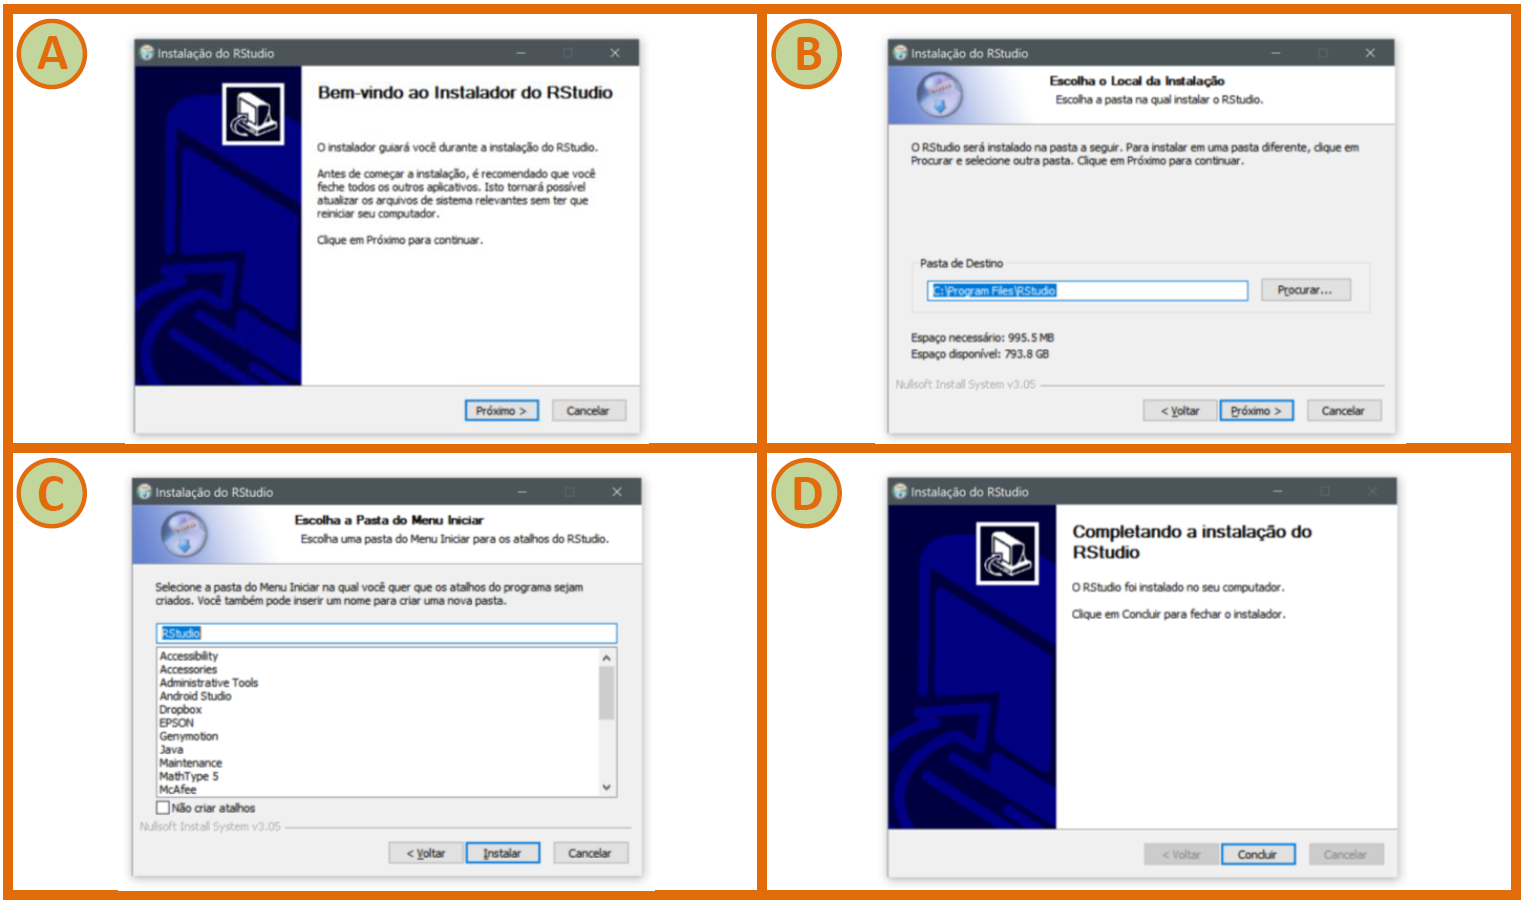 A
Instalação do RStudio
Bem-vindo ao Instalador do RStudio
O instalador guiará você durante a instalação do RStudio.
Antes de começar a instalação, é recomendado que você
feche todos os outros aplicativos. Isto tornará possível
atualizar os arquivos de sistema relevantes sem ter que
reiniciar seu computador.
Clique em Próximo para continuar.
Próximo >
Cancelar
B
Instalação do RStudio
Escolha o Local da Instalação
Escolha a pasta na qual instalar o RStudio.
O RStudio será instalado na pasta a seguir. Para instalar em uma pasta diferente, clique em
Procurar e selecione outra pasta. Clique em Próximo para continuar.
Pasta de Destino
C:\Program Files\RStudio
Procurar...
Espaço necessário: 995.5 MB
Espaço disponível: 793.8 GB
Nullsoft Install System v3.05
< Voltar
Próximo >
Cancelar
C
Instalação do RStudio
Escolha a Pasta do Menu Iniciar
Escolha uma pasta do Menu Iniciar para os atalhos do RStudio.
Selecione a pasta do Menu Iniciar na qual você quer que os atalhos do programa sejam
criados. Você também pode inserir um nome para criar uma nova pasta.
RStudio
Accessibility
Accessories
Administrative Tools
Android Studio
Dropbox
EPSON
Genymotion
Java
Maintenance
MathType 5
McAfee
Não criar atalhos
Nullsoft Install System v3.05
< Voltar
Instalar
Cancelar
D
Instalação do RStudio
Completando a instalação do
RStudio
O RStudio foi instalado no seu computador.
Clique em Concluir para fechar o instalador.
< Voltar
Concluir
Cancelar